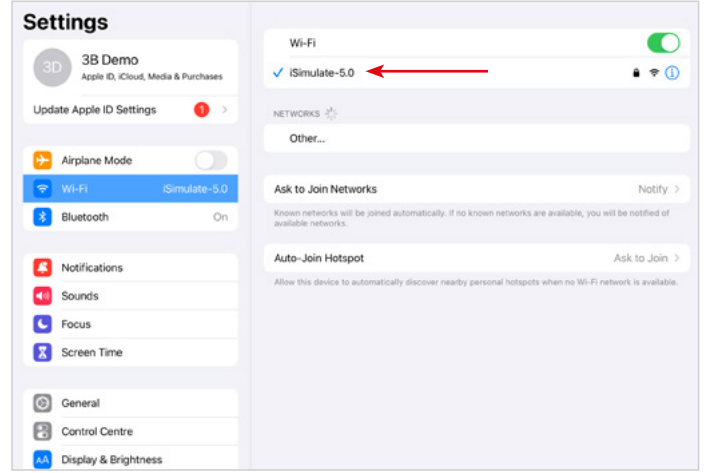 Settings
3D
3B Demo
Apple ID, iCloud, Media & Purchases
Update Apple ID Settings
1
Airplane Mode
Wi-Fi iSimulate-5.0
Bluetooth On
Notifications
Sounds
Focus
Screen Time
General
Control Centre
AA Display & Brightness
Wi-Fi
iSimulate-5.0
NETWORKS
Other...
Ask to Join Networks Notify
Known networks will be joined automatically. If no known networks are available, you will be notified of
available networks.
Auto-Join Hotspot Ask to Join
Allow this device to automatically discover nearby personal hotspots when no Wi-Fi network is available.